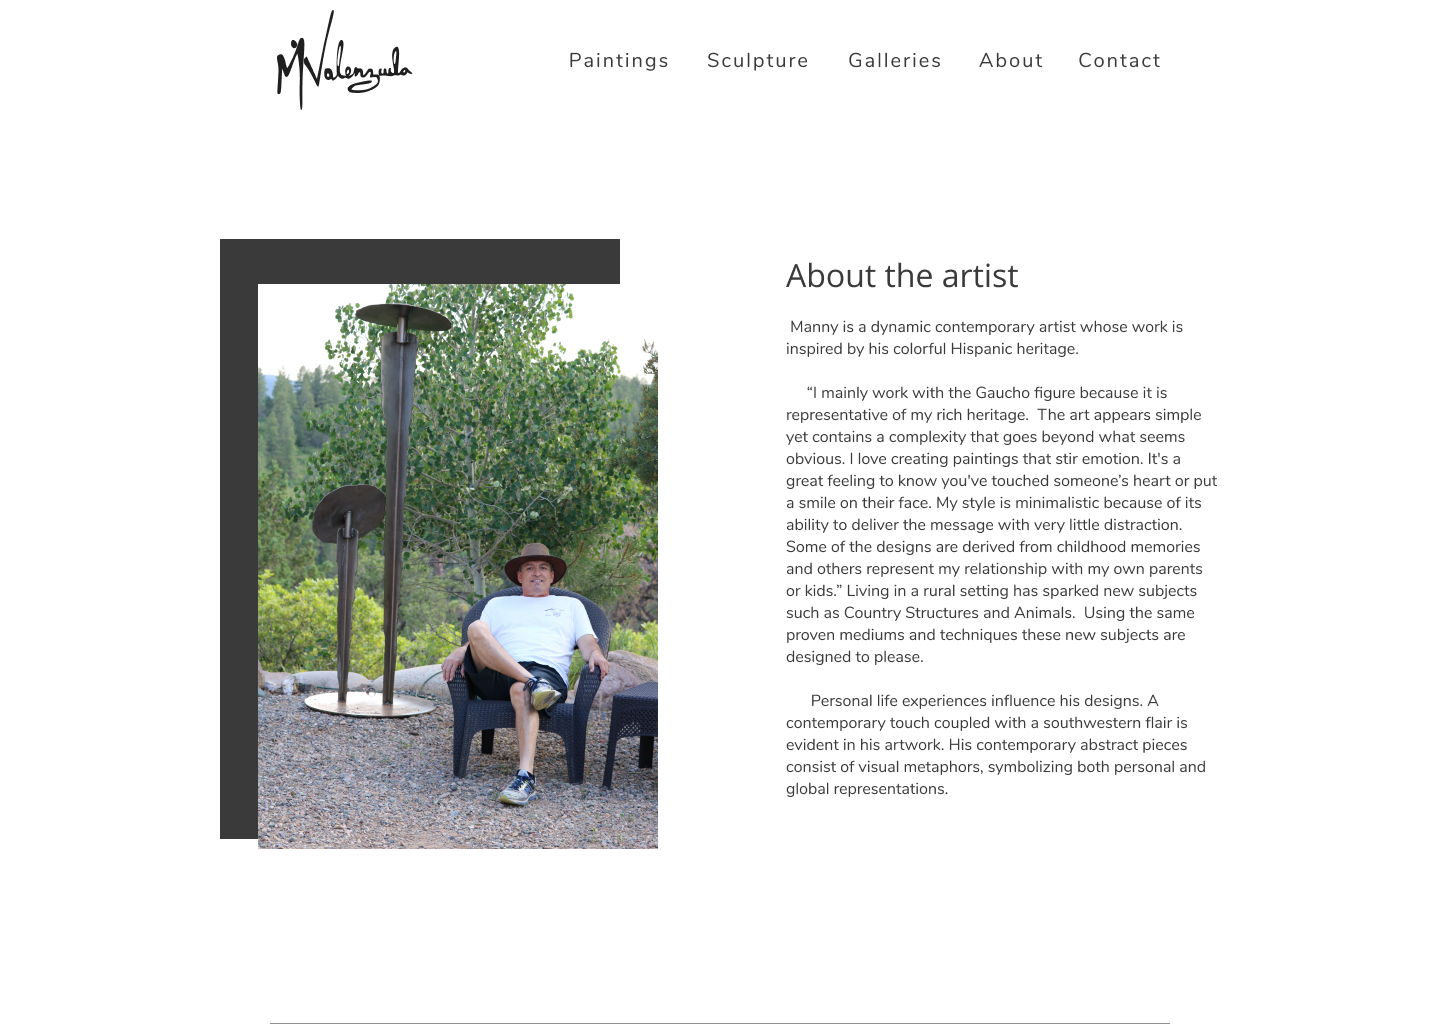 MValenzuela
Paintings Sculpture Galleries About Contact
About the artist
Manny is a dynamic contemporary artist whose work is
inspired by his colorful Hispanic heritage.
“I mainly work with the Gaucho figure because it is
representative of my rich heritage.  The art appears simple
yet contains a complexity that goes beyond what seems
obvious. I love creating paintings that stir emotion. It's a
great feeling to know you've touched someone’s heart or put
a smile on their face. My style is minimalistic because of its
ability to deliver the message with very little distraction.
Some of the designs are derived from childhood memories
and others represent my relationship with my own parents
or kids.” Living in a rural setting has sparked new subjects
such as Country Structures and Animals.  Using the same
proven mediums and techniques these new subjects are
designed to please.
Personal life experiences influence his designs. A
contemporary touch coupled with a southwestern flair is
evident in his artwork. His contemporary abstract pieces
consist of visual metaphors, symbolizing both personal and
global representations.